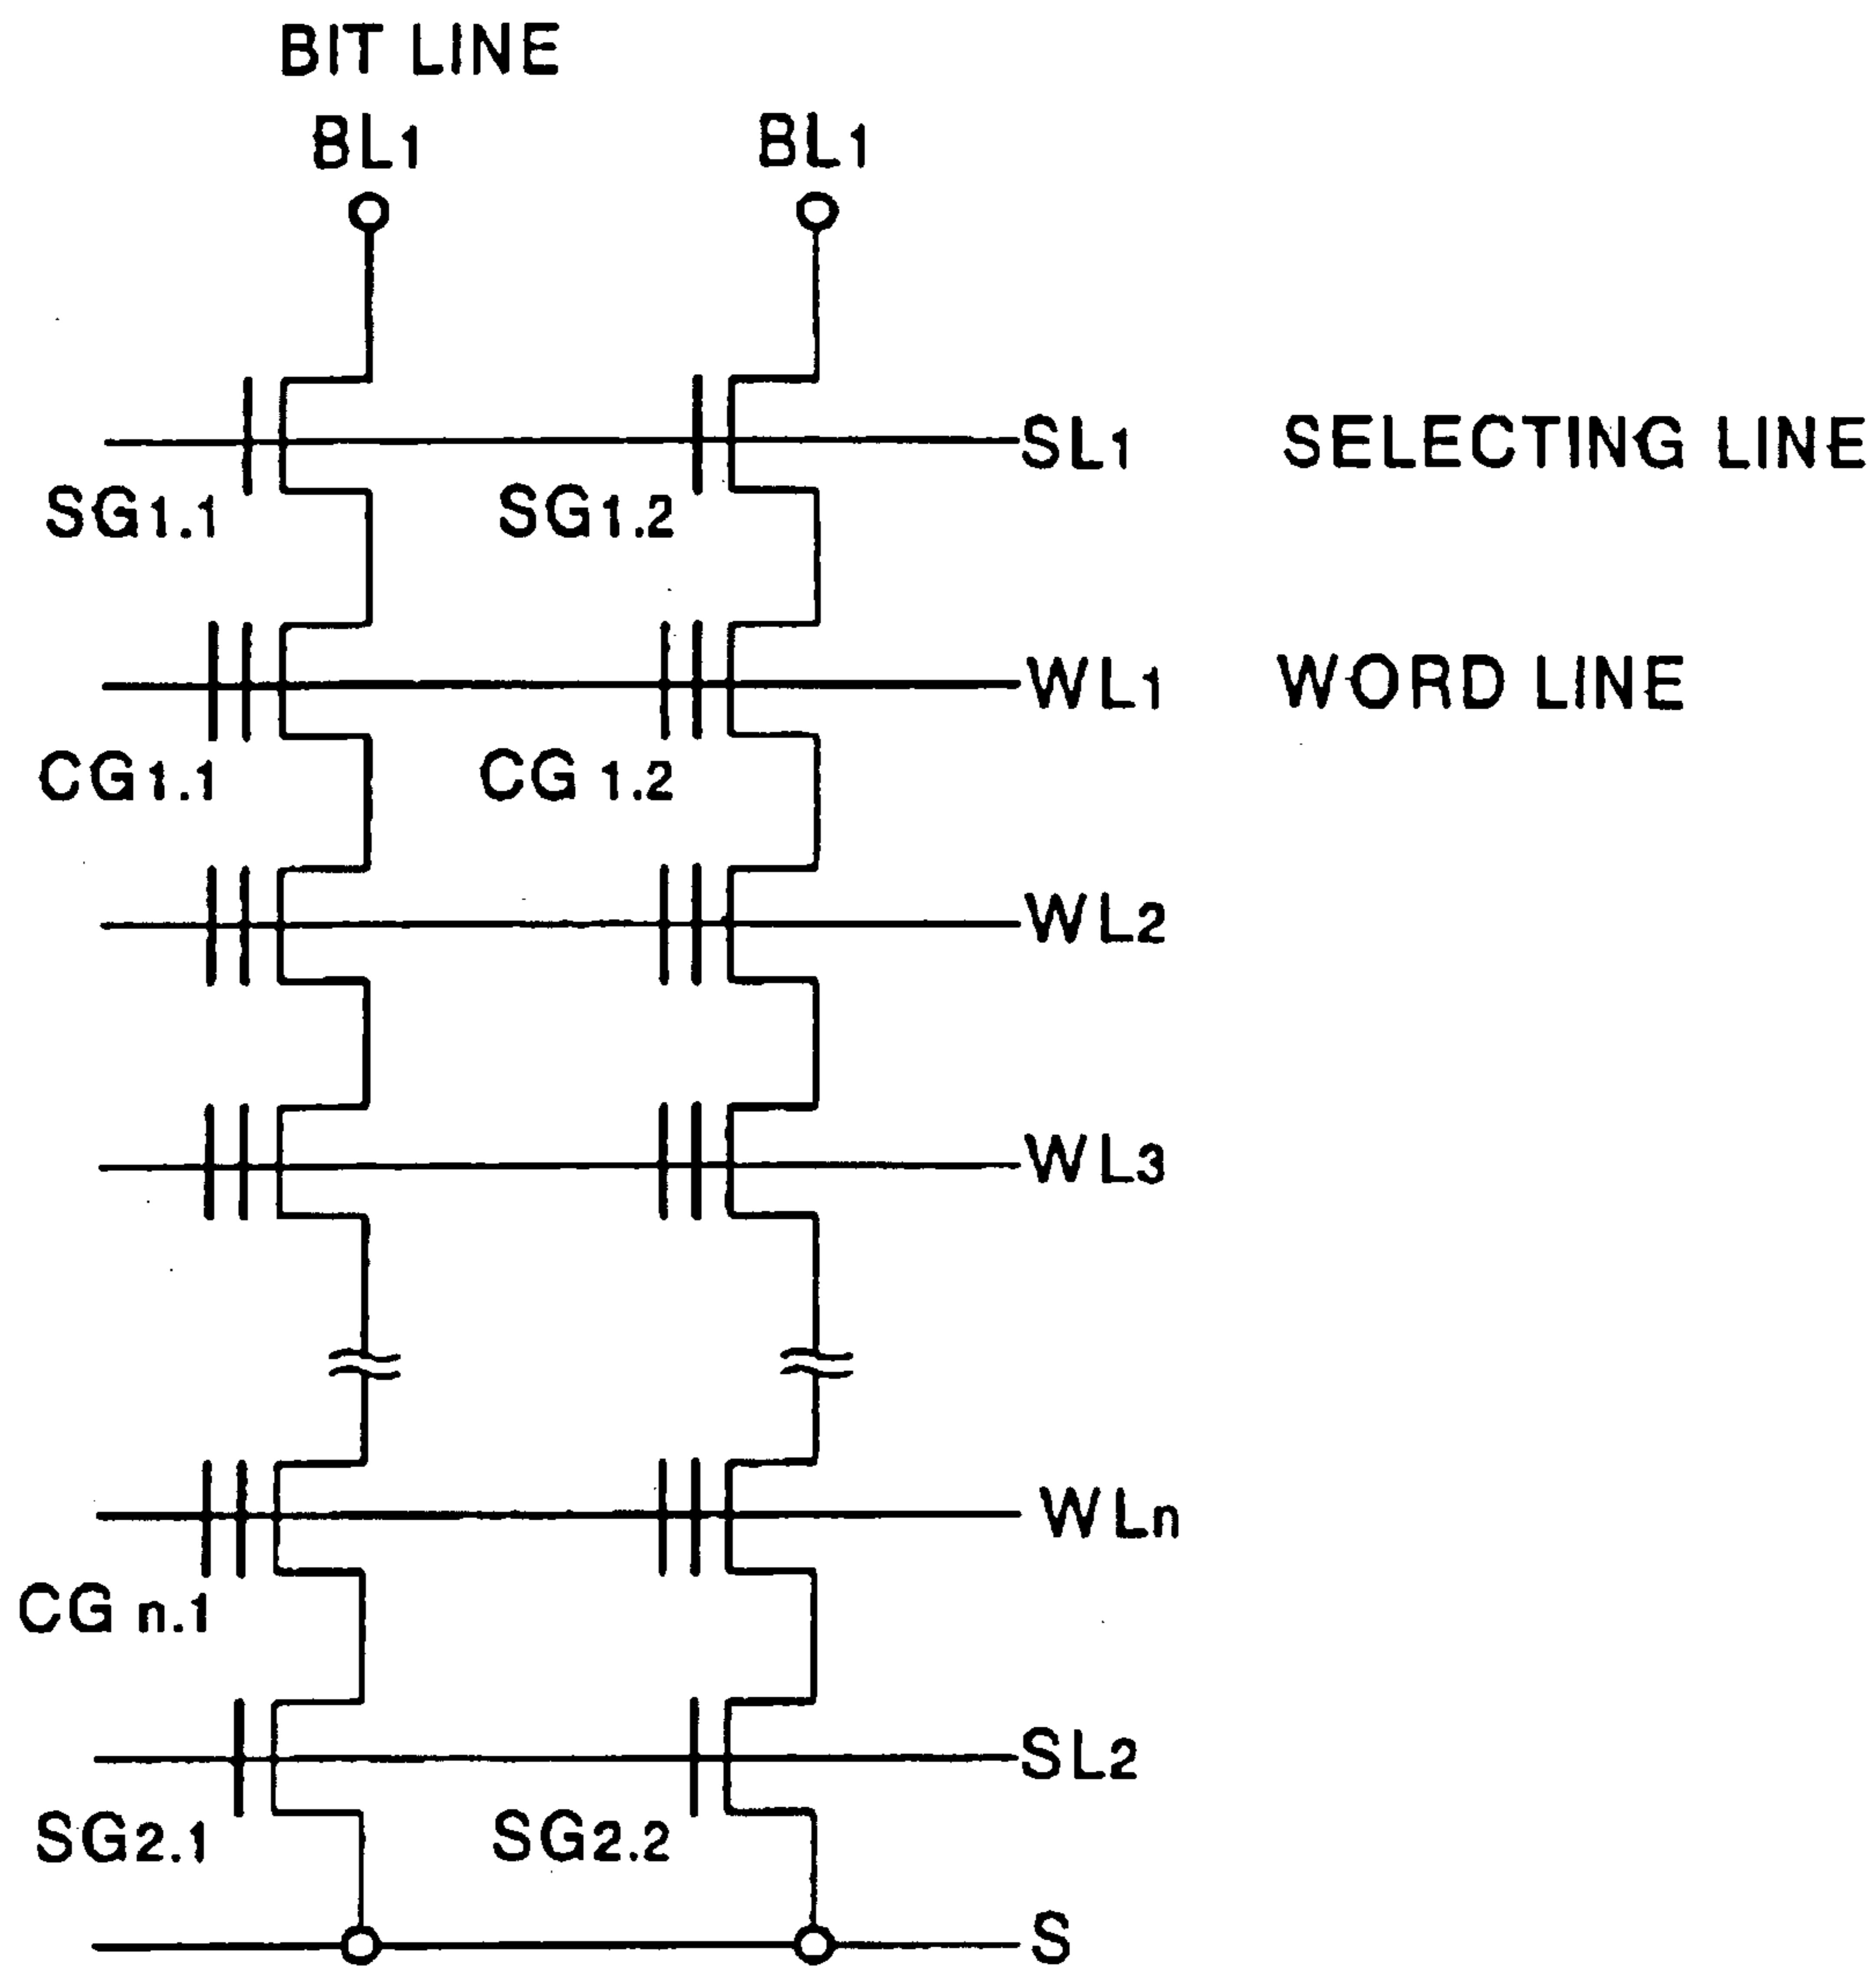 BIT LINE
BL1 BL1
SL1 SELECTING LINE
SG1.1 SG1.2
WL1 WORD LINE
CG1.1 CG 1.2
WL2
WL3
WLn
CG n.1
SL2
SG2.1 SG2.2
S